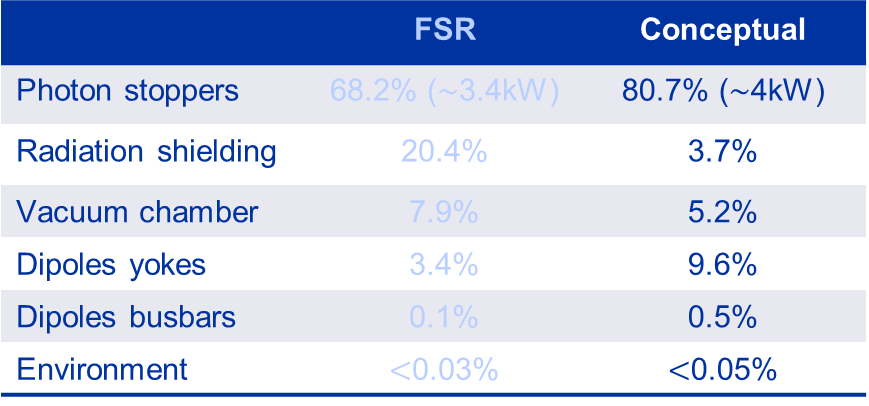 FSR Conceptual
Photon stoppers 68.2% (~3.4kW) 80.7% (~4kW)
Radiation shielding 20.4% 3.7%
Vacuum chamber 7.9% 5.2%
Dipoles yokes 3.4% 9.6%
Dipoles busbars 0.1% 0.5%
Environment <0.03% <0.05%